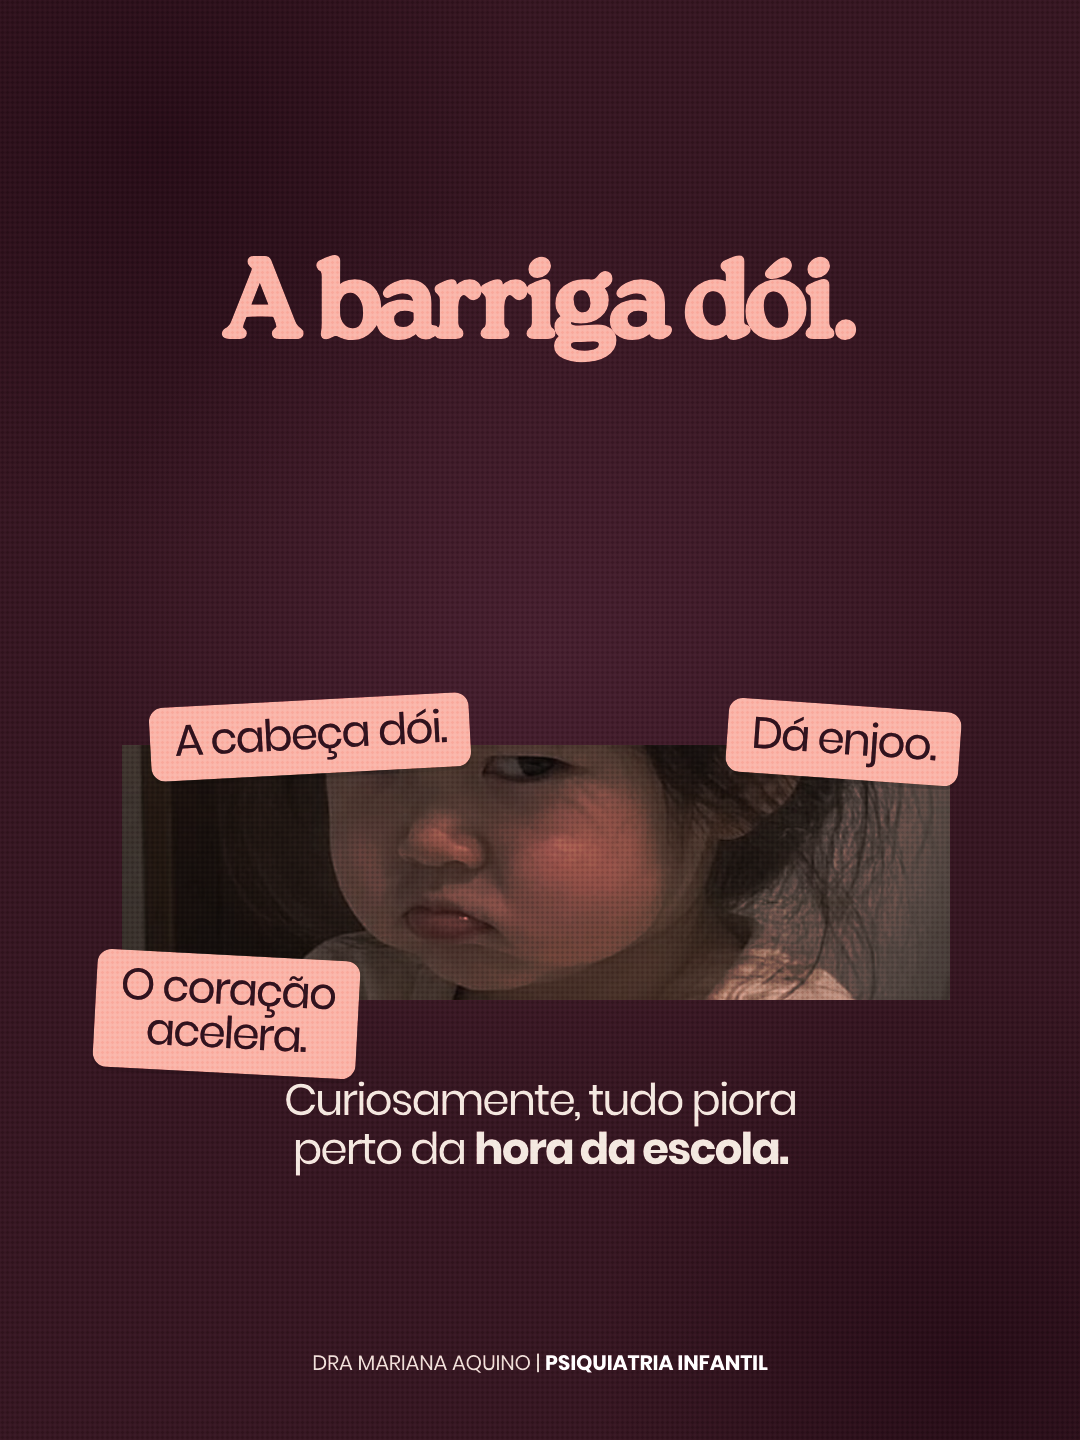 A barriga dói.
A cabeça dói.
Dá enjoo.
O coração
acelera.
Curiosamente, tudo piora
perto da hora da escola.
DRA MARIANA AQUINO | PSIQUIATRIA INFANTIL